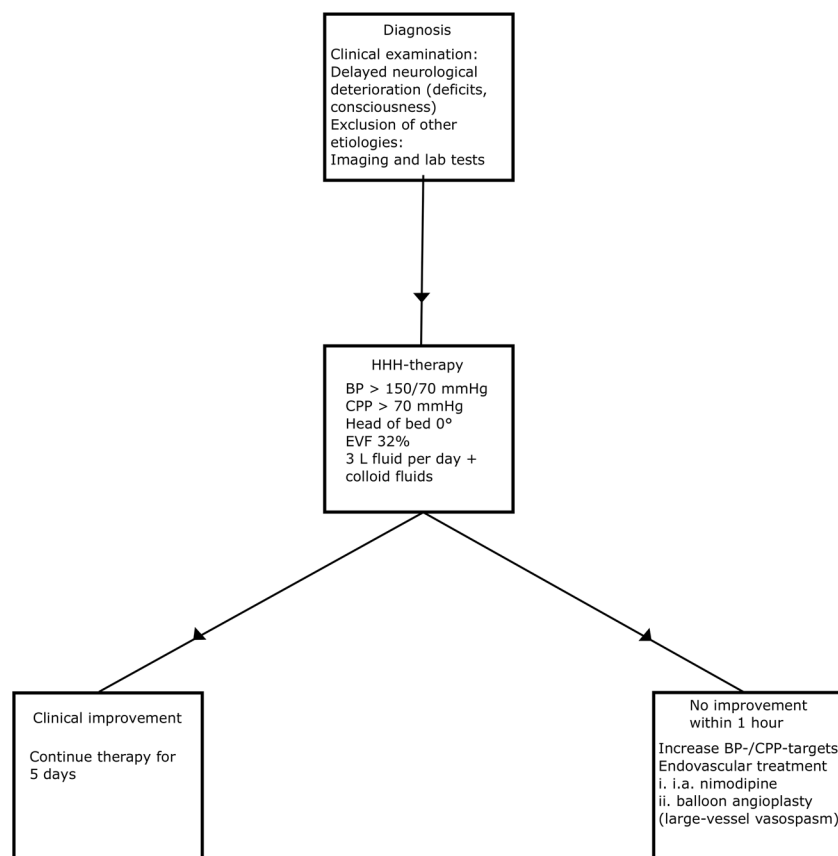 Diagnosis
Clinical examination:
Delayed neurological
deterioration (deficits,
consciousness)
Exclusion of other
etiologies:
Imaging and lab tests
HHH-therapy
BP > 150/70 mmHg
CPP > 70 mmHg
Head of bed 0°
EVF 32%
3 L fluid per day +
colloid fluids
Clinical improvement
Continue therapy for
5 days
No improvement
within 1 hour
Increase BP-/CPP-targets
Endovascular treatment
i. i.a. nimodipine
ii. balloon angioplasty
(large-vessel vasospasm)